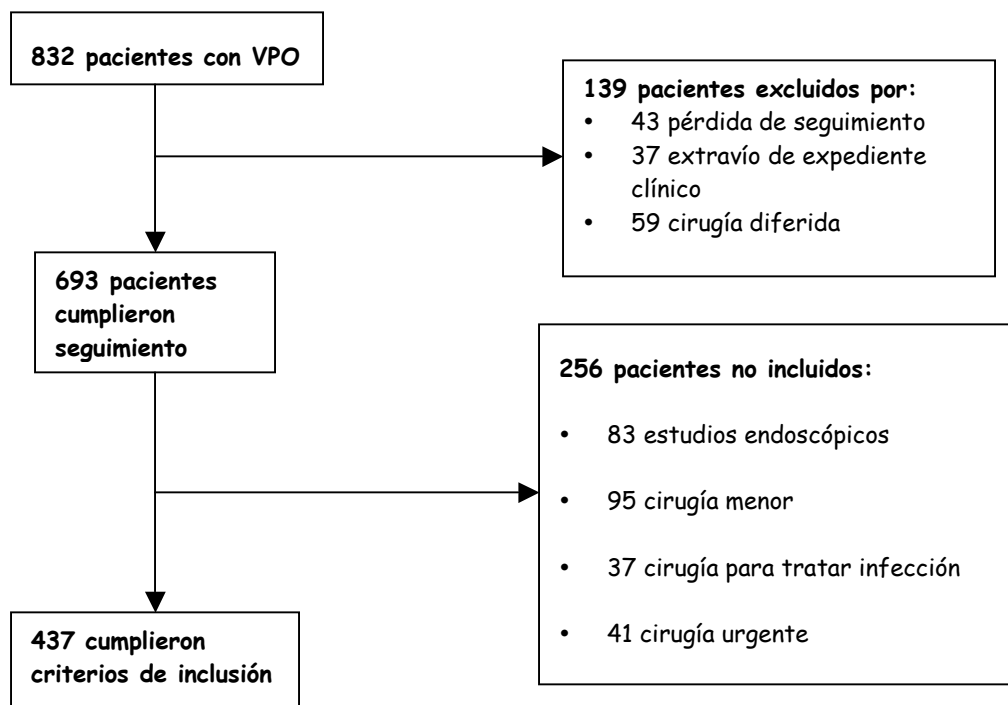 832 pacientes con VPO
139 pacientes excluidos por:
• 43 pérdida de seguimiento
• 37 extravío de expediente
clínico
• 59 cirugía diferida
693 pacientes
cumplieron
seguimiento
256 pacientes no incluidos:
• 83 estudios endoscópicos
• 95 cirugía menor
• 37 cirugía para tratar infección
• 41 cirugía urgente
437 cumplieron
criterios de inclusión